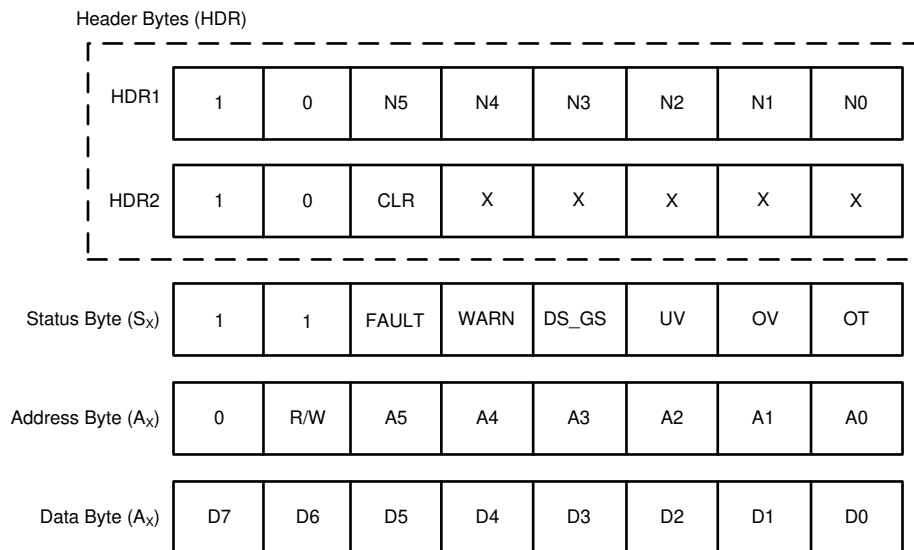 Header Bytes (HDR)
HDR1 1 0 N5 N4 N3 N2 N1 N0
HDR2 1 0 CLR X X X X X
Status Byte (SX) 1 1 FAULT WARN DS_GS UV OV OT
Address Byte (AX) 0 R/W A5 A4 A3 A2 A1 A0
Data Byte (AX) D7 D6 D5 D4 D3 D2 D1 D0